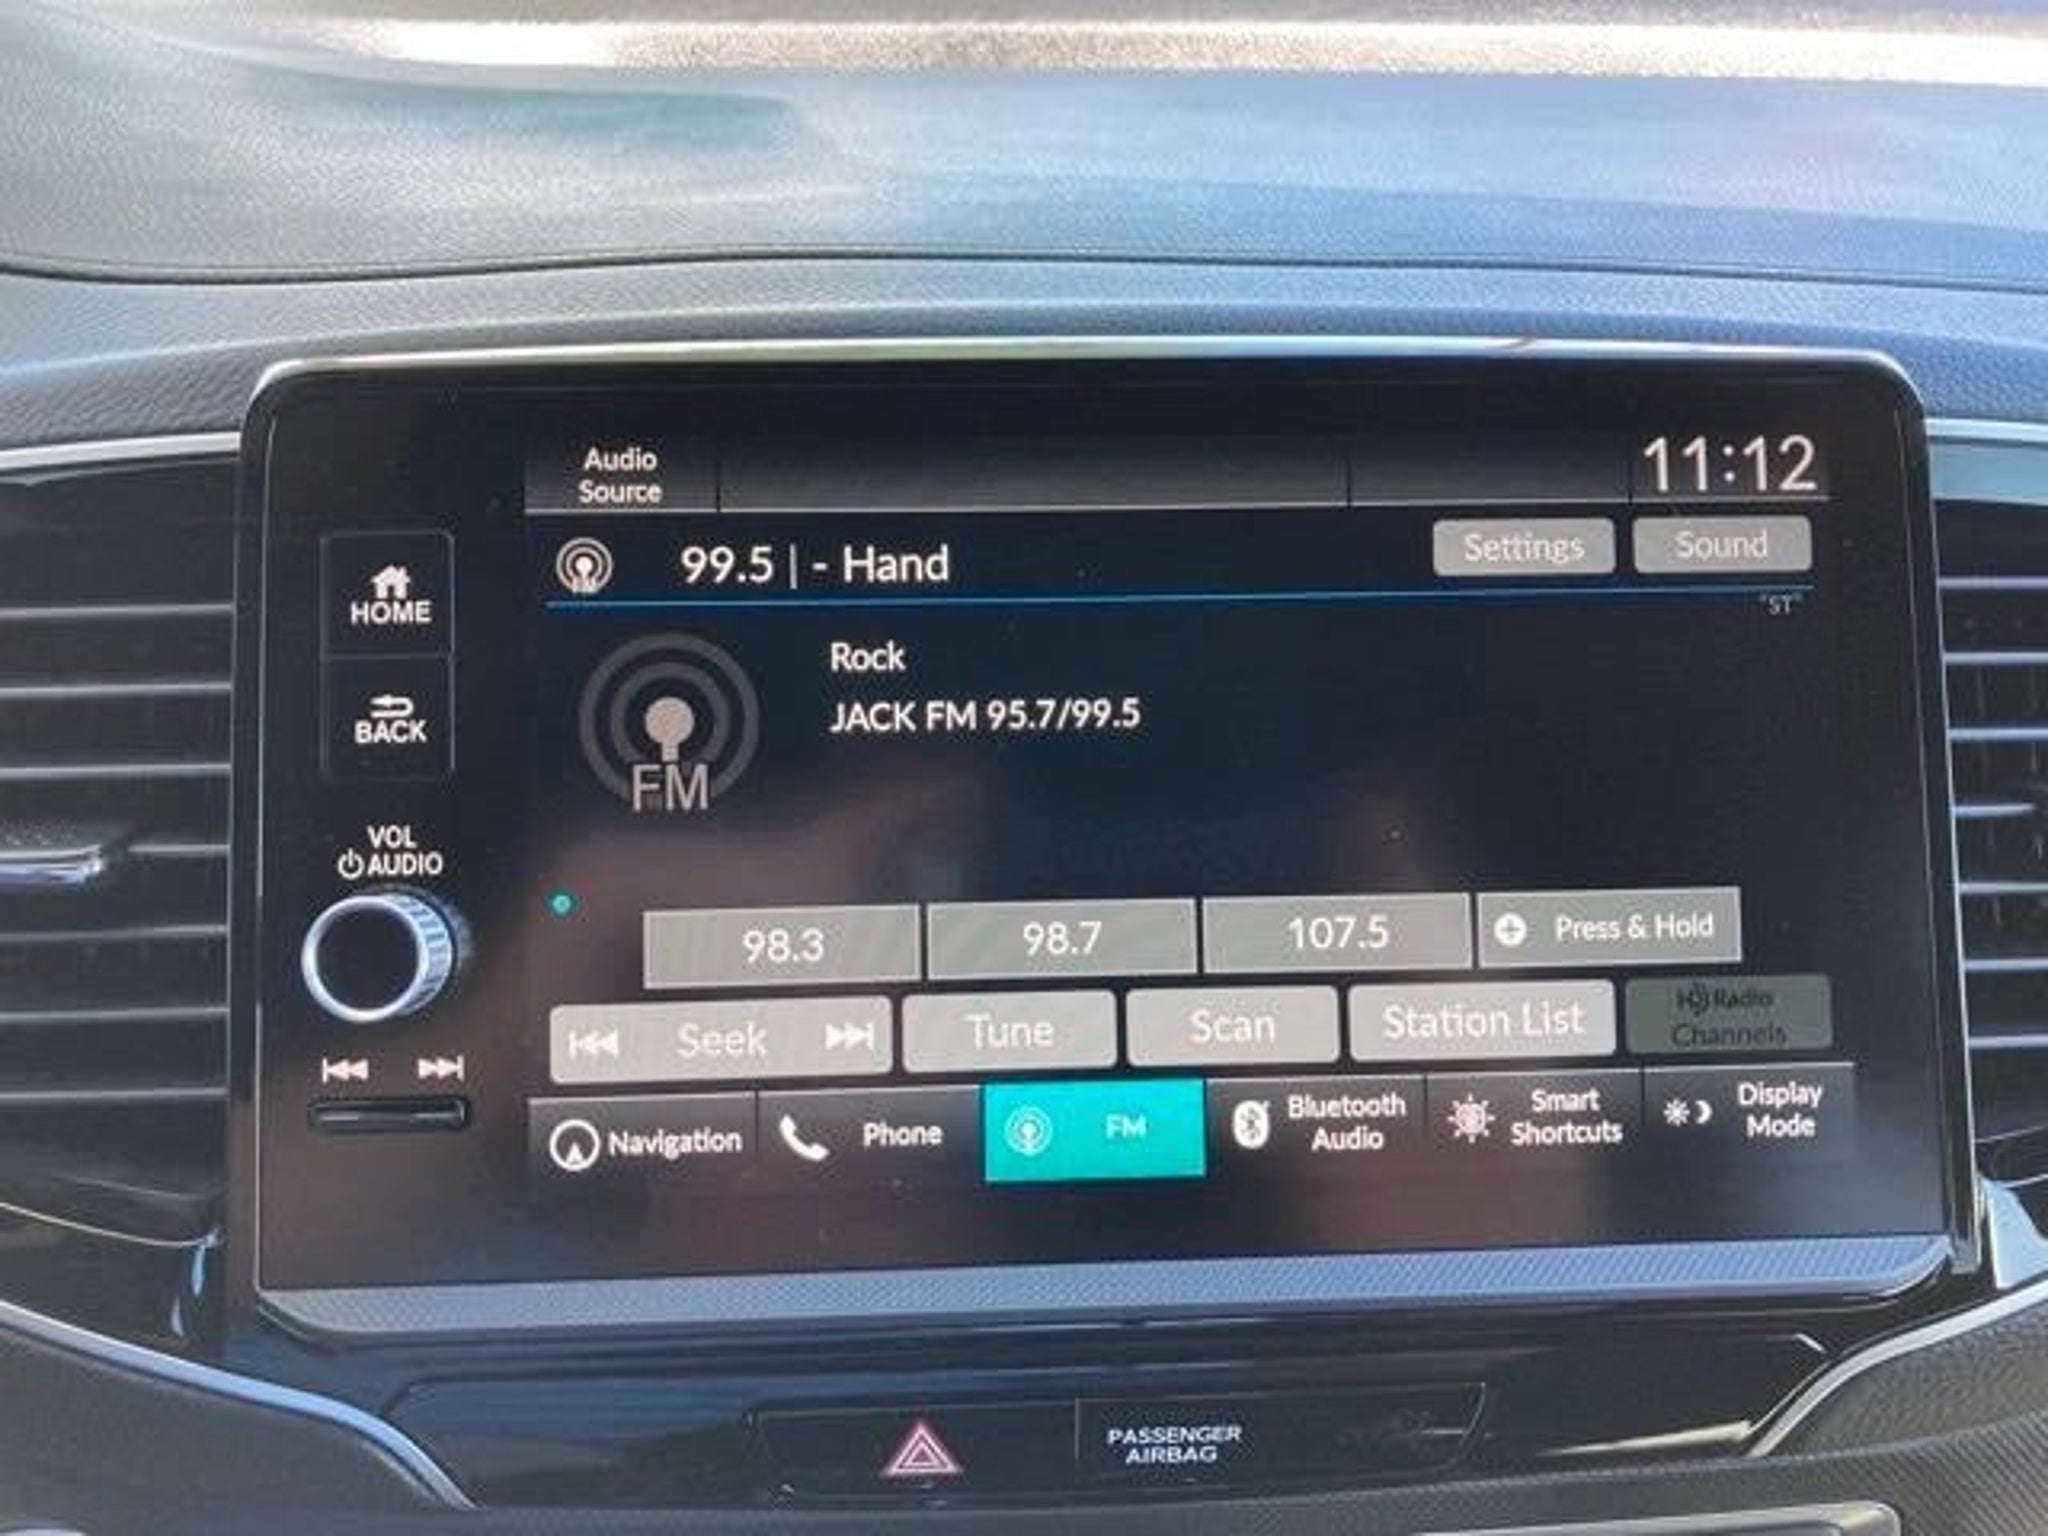 Audio
Source
11:12
99.5 | - Hand
Settings
Sound
"ST"
HOME
Rock
JACK FM 95.7/99.5
BACK
FM
VOL
AUDIO
98.3
98.7
107.5
Press & Hold
Seek
Tune
Scan
Station List
HD Radio
Channels
Navigation
Phone
FM
Bluetooth
Audio
Smart
Shortcuts
Display
Mode
PASSENGER
AIRBAG